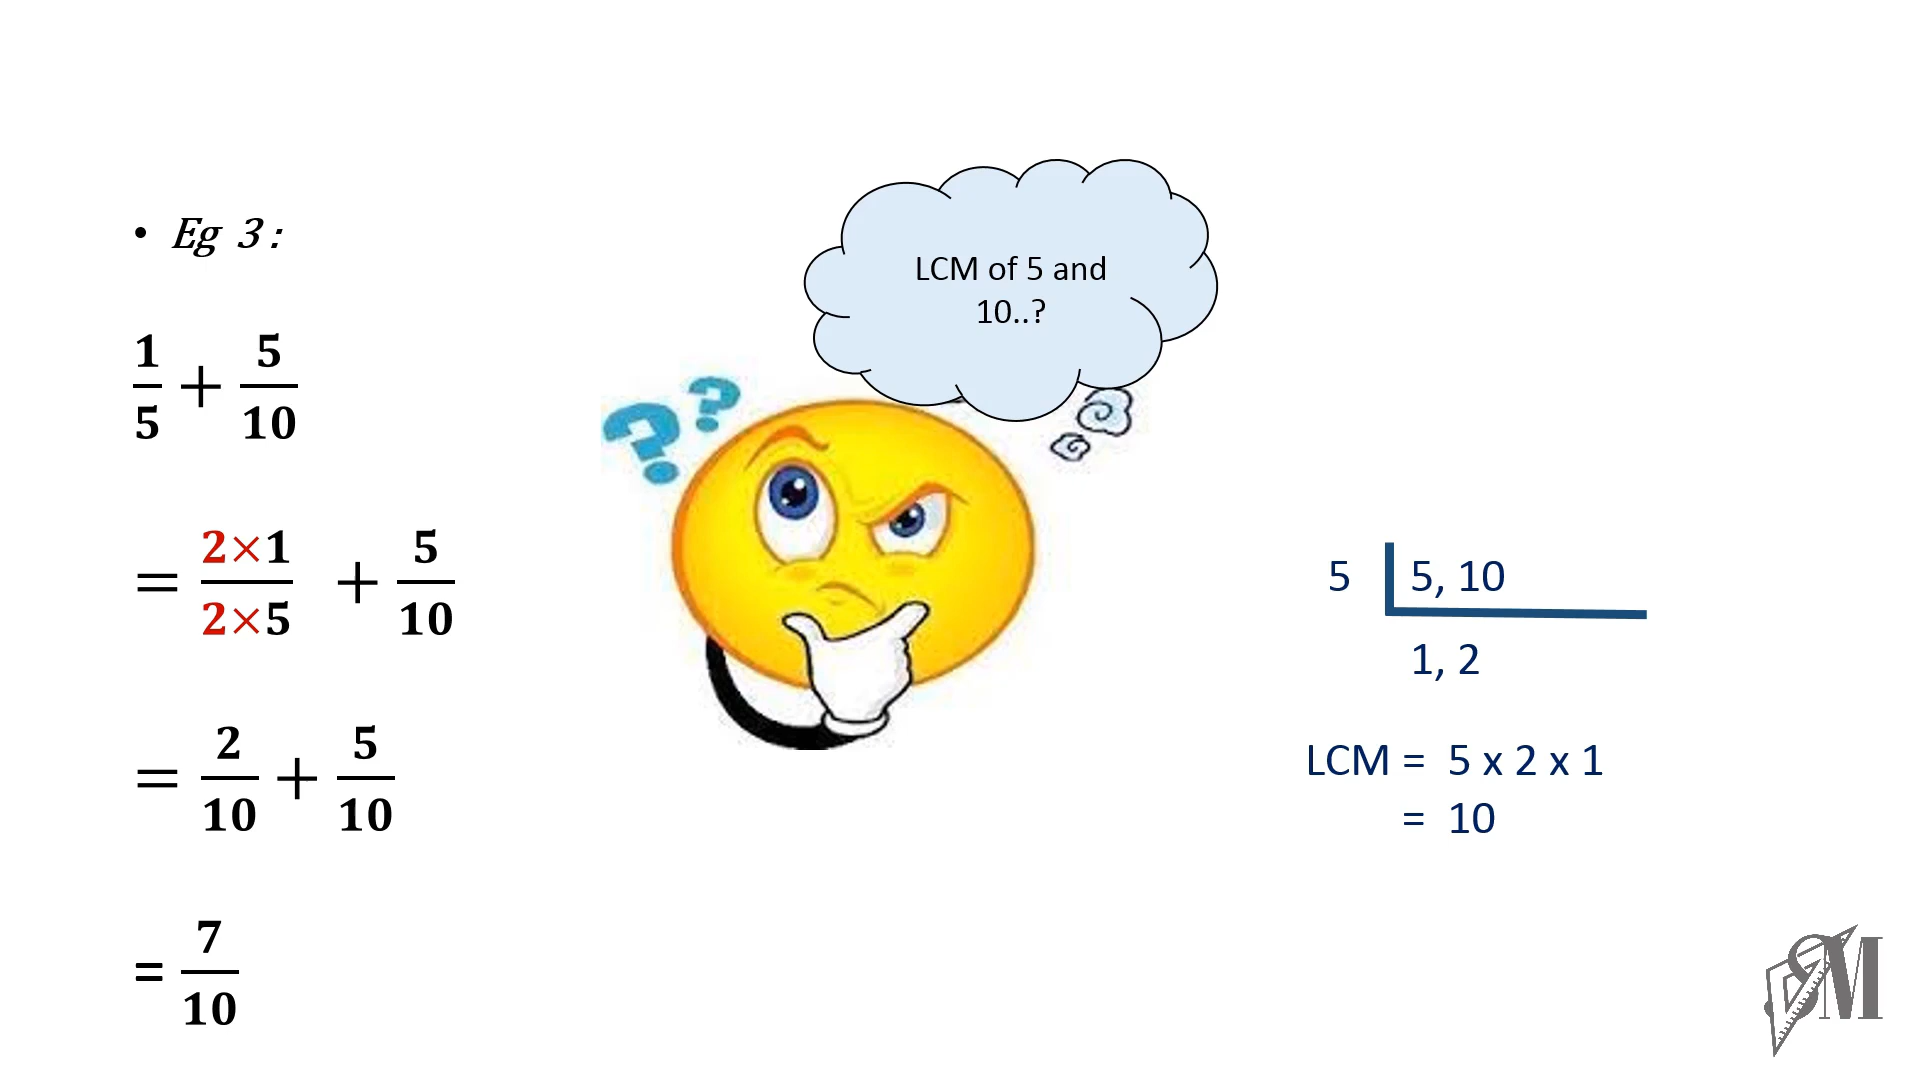 • Eg 3:
1/5 + 5/10
= 2×1/2×5 + 5/10
= 2/10 + 5/10
= 7/10
LCM of 5 and
10..?
? ?
5 | 5, 10
1, 2
LCM = 5 x 2 x 1
= 10
SM